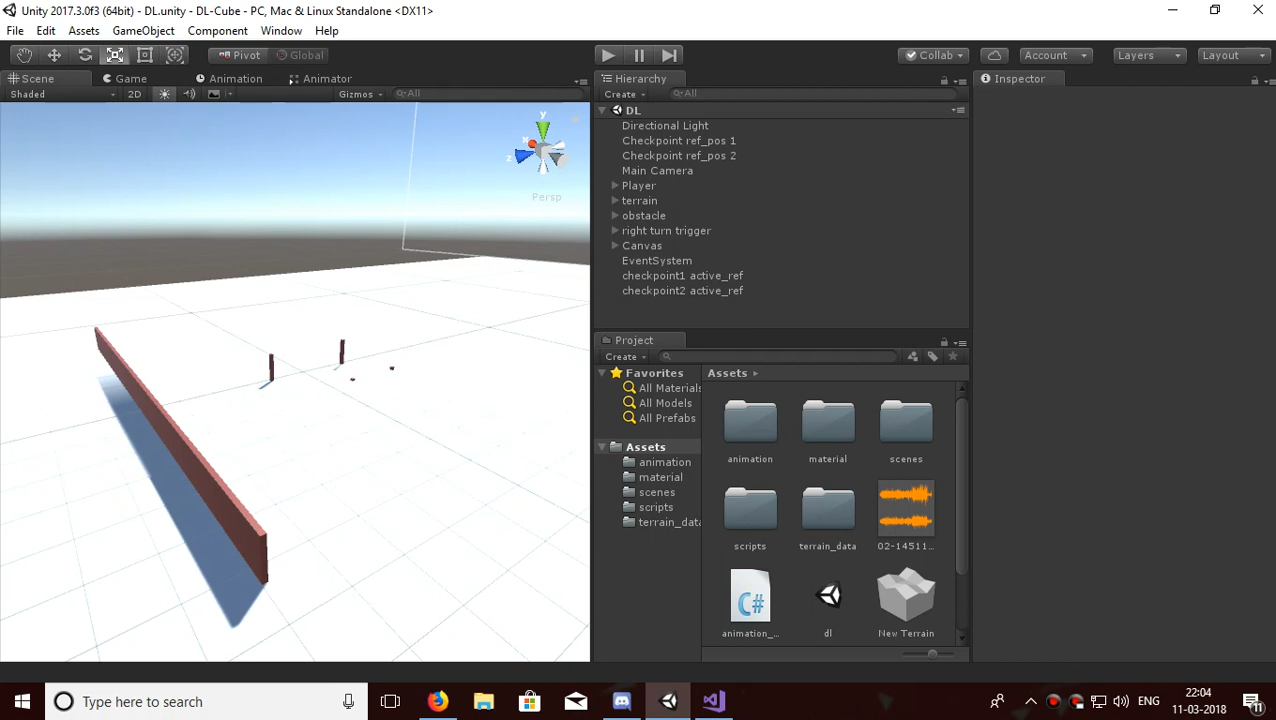 Unity 2017.3.0f3 (64bit) - DL.unity - DL-Cube - PC, Mac & Linux Standalone <DX11>
File Edit Assets GameObject Component Window Help
Pivot Global Collab Account Layers Layout
Scene Game Animation Animator
Shaded 2D Gizmos All
y
x
z
Persp
Hierarchy
Create All
DL
Directional Light
Checkpoint ref_pos 1
Checkpoint ref_pos 2
Main Camera
Player
terrain
obstacle
right turn trigger
Canvas
EventSystem
checkpoint1 active_ref
checkpoint2 active_ref
Inspector
Project
Create
Favorites
All Materials
All Models
All Prefabs
Assets
animation
material
scenes
scripts
terrain_data
Assets
animation material scenes
scripts terrain_data 02-14511...
C#
animation_... dl New Terrain
Type here to search
ENG
22:04
11-03-2018
11